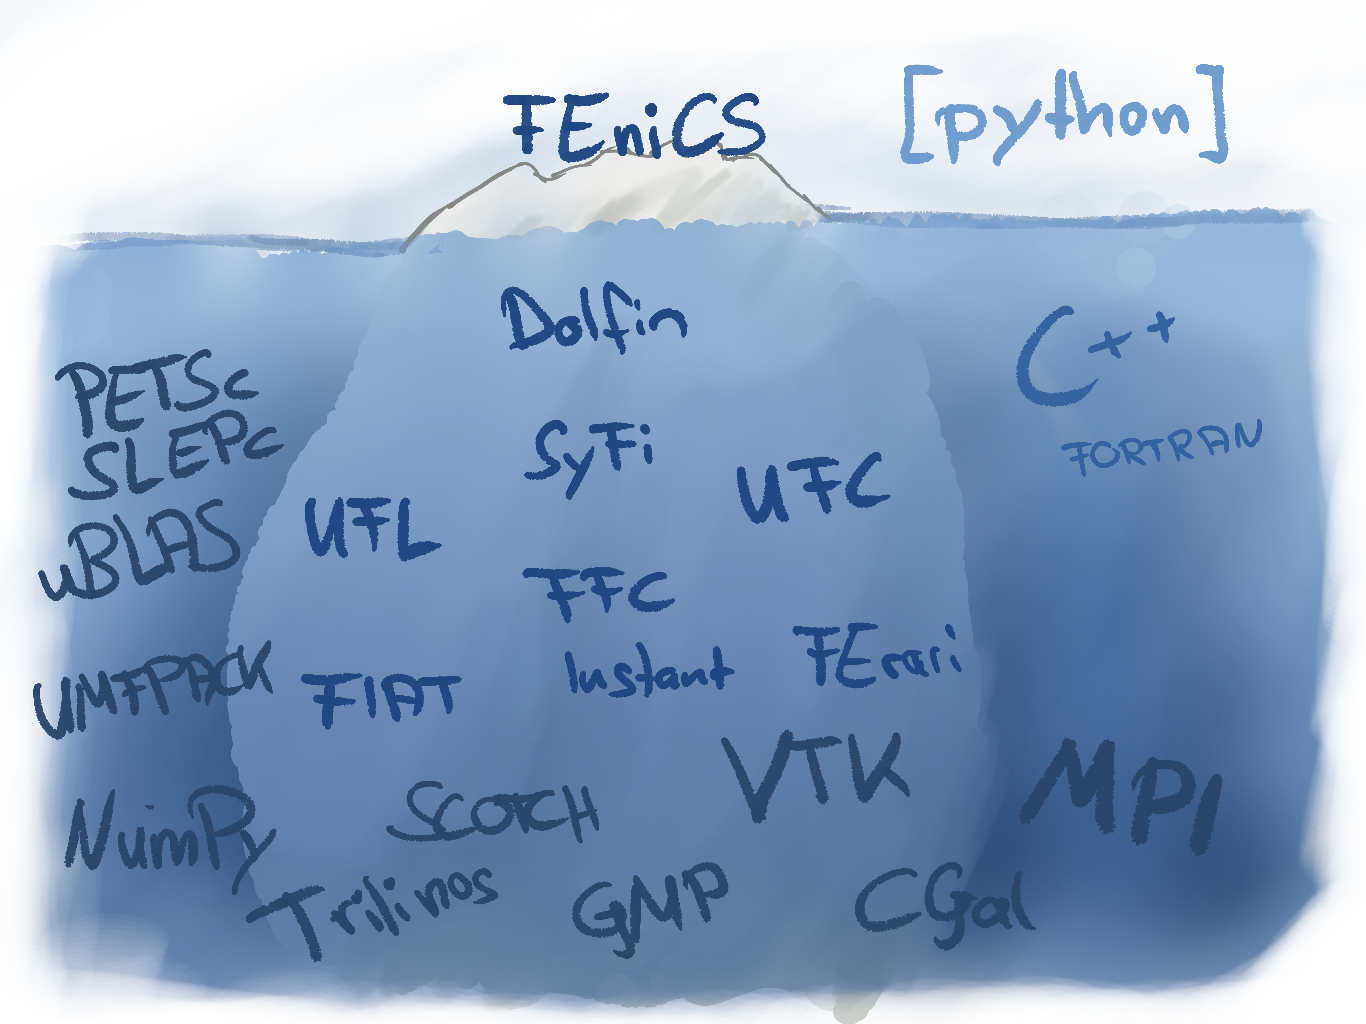 FEniCS
[python]
Dolfin
C++
PETSc
SLEPc
SyFi
FORTRAN
UFL
UFC
uBLAS
FFC
Instant
FErari
UMFPACK
FIAT
VTK
MPI
NumPy
SCOTCH
Trilinos
GMP
CGal